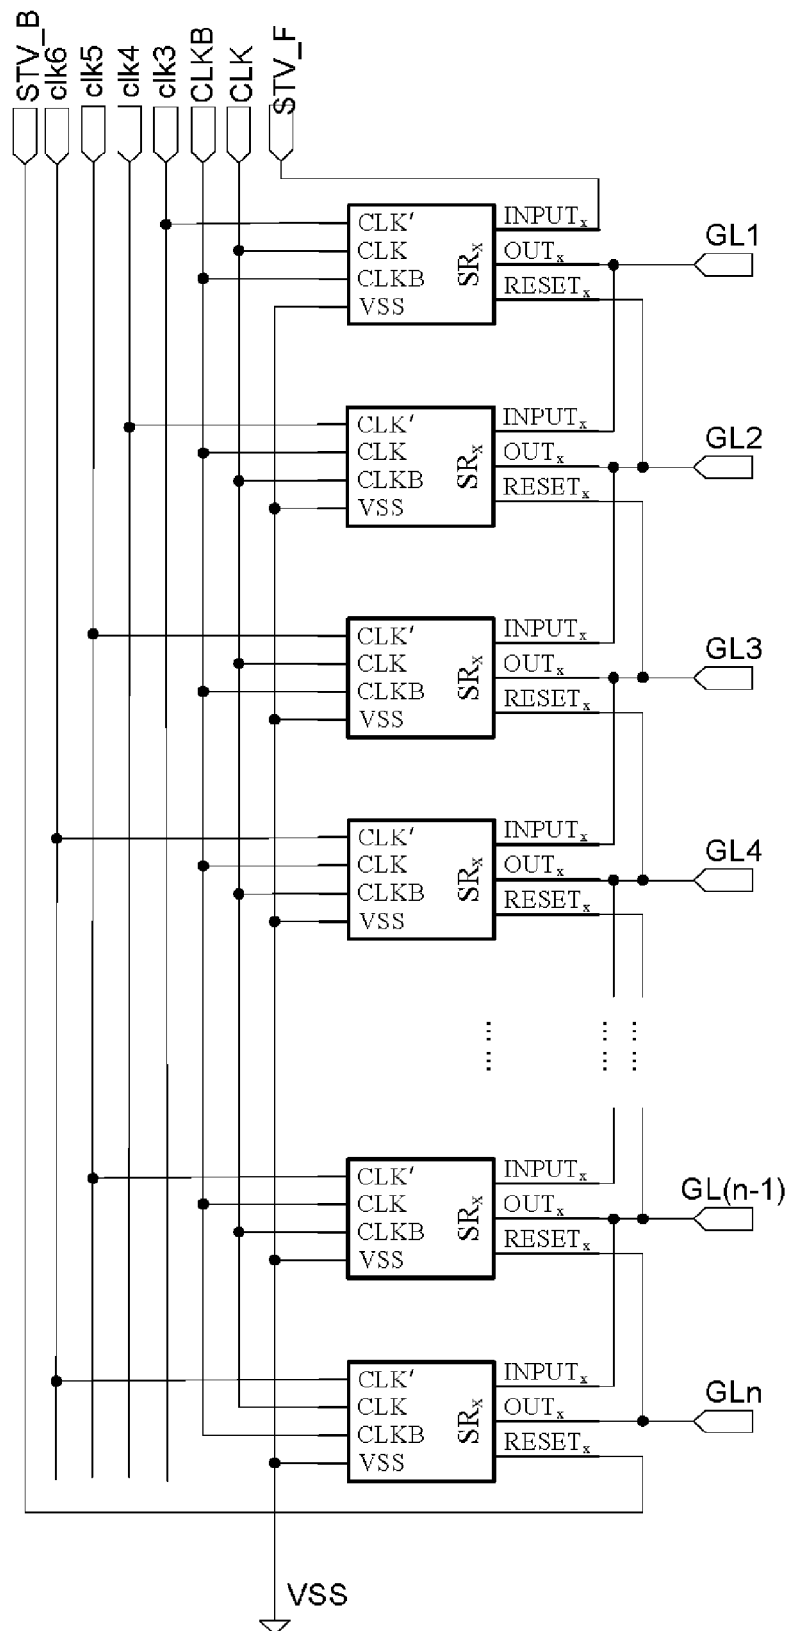 STV_B
clk6
clk5
clk4
clk3
CLKB
CLK
STV_F
CLK'
CLK
CLKB
VSS
SRx
INPUTx
OUTx
RESETx
GL1
CLK'
CLK
CLKB
VSS
SRx
INPUTx
OUTx
RESETx
GL2
CLK'
CLK
CLKB
VSS
SRx
INPUTx
OUTx
RESETx
GL3
CLK'
CLK
CLKB
VSS
SRx
INPUTx
OUTx
RESETx
GL4
CLK'
CLK
CLKB
VSS
SRx
INPUTx
OUTx
RESETx
GL(n-1)
CLK'
CLK
CLKB
VSS
SRx
INPUTx
OUTx
RESETx
GLn
VSS